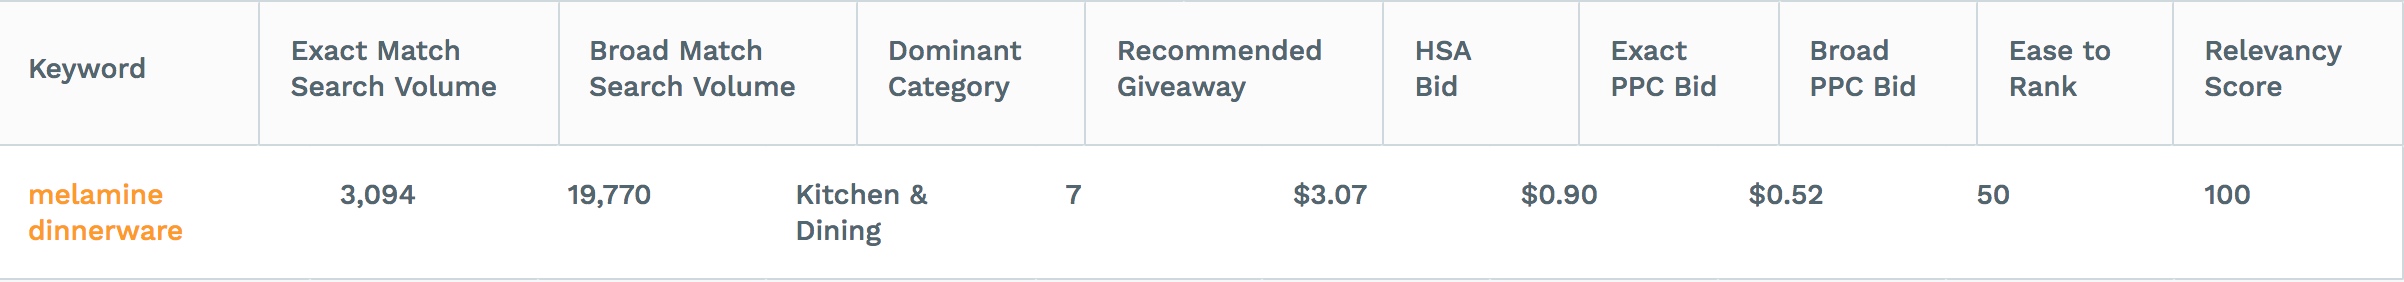 Keyword
Exact Match
Search Volume
Broad Match
Search Volume
Dominant
Category
Recommended
Giveaway
HSA
Bid
Exact
PPC Bid
Broad
PPC Bid
Ease to
Rank
Relevancy
Score
melamine
dinnerware
3,094
19,770
Kitchen &
Dining
7
$3.07
$0.90
$0.52
50
100